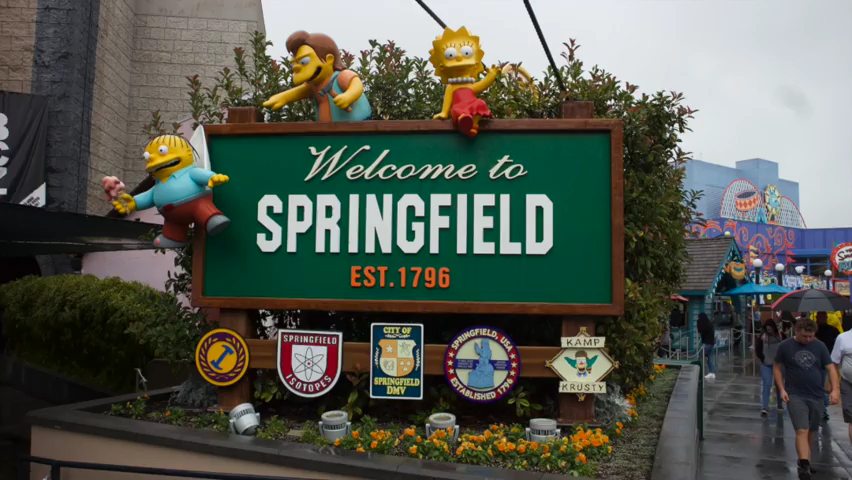 Welcome to
SPRINGFIELD
EST.1796
SPRINGFIELD
ISOTOPES
CITY OF
SPRINGFIELD
DMV
SPRINGFIELD, USA
ESTABLISHED 1796
KAMP
KRUSTY